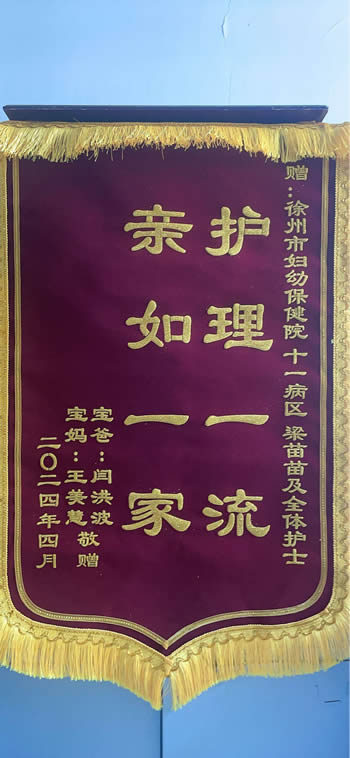 赠：徐州市妇幼保健院 十一病区 梁苗苗及全体护士
护理一流
亲如一家
宝爸：闫洪波
宝妈：王美慧 敬赠
二〇二四年四月